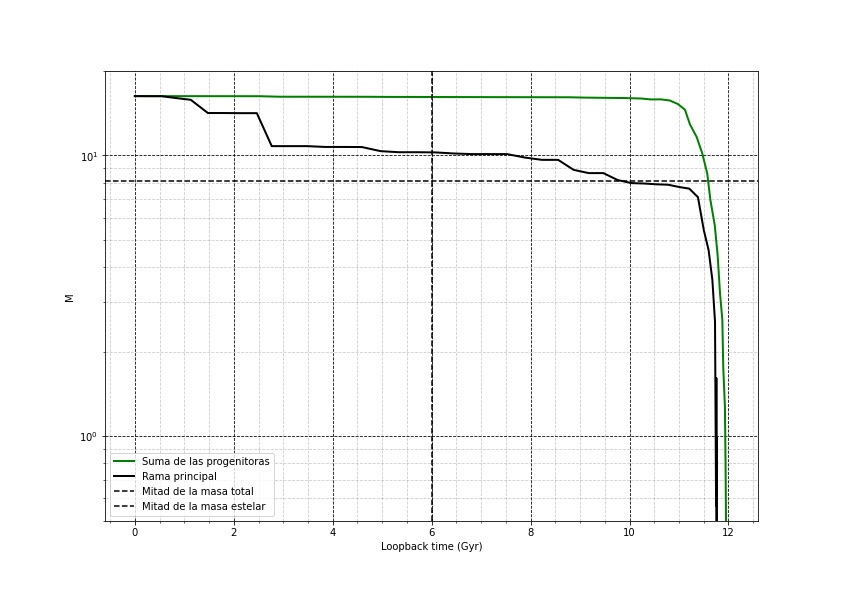 10¹
10⁰
M
0 2 4 6 8 10 12
Loopback time (Gyr)
Suma de las progenitoras
Rama principal
Mitad de la masa total
Mitad de la masa estelar